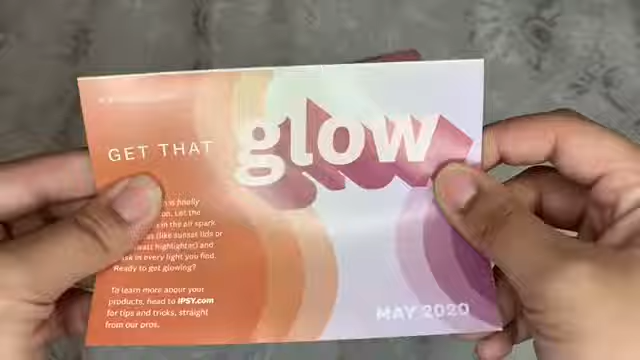 GET THAT
glow
is finally
Let the
in the air spark
(like sunset lids or
highlighter) and
in every light you find.
Ready to get glowing?
To learn more about your
products, head to IPSY.com
for tips and tricks, straight
from our pros.
MAY 2020